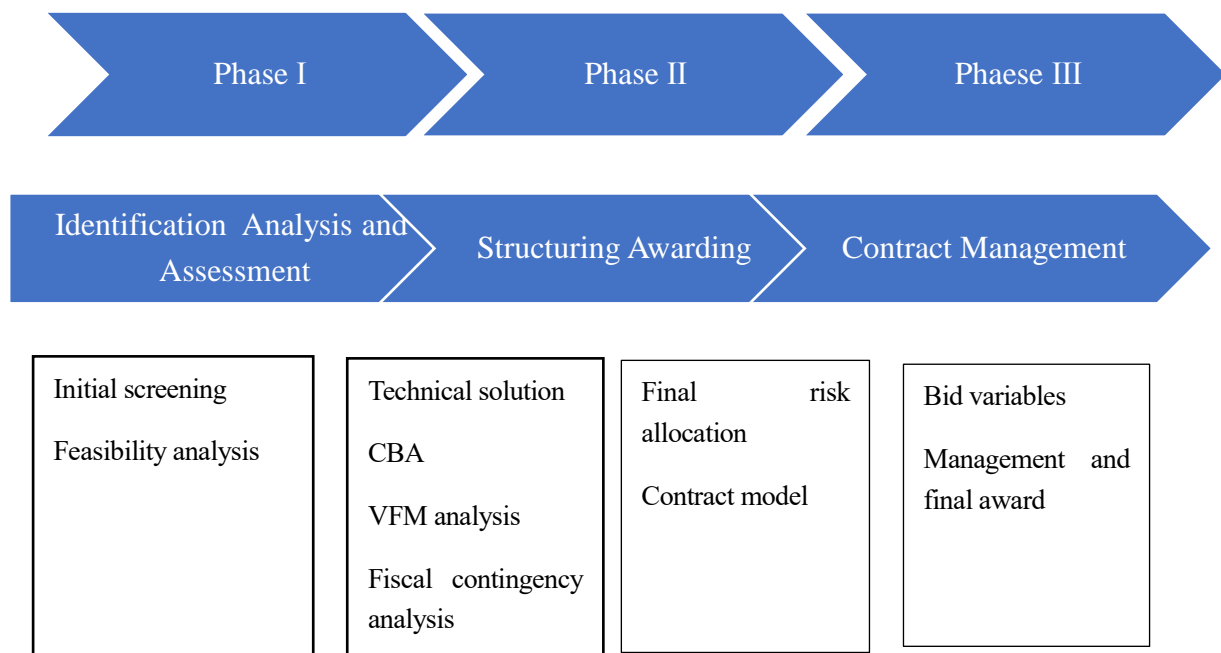 Phase I
Phase II
Phaese III
Identification Analysis and
Assessment
Structuring Awarding
Contract Management
Initial screening
Feasibility analysis
Technical solution
CBA
VFM analysis
Fiscal contingency
analysis
Final risk
allocation
Contract model
Bid variables
Management and
final award